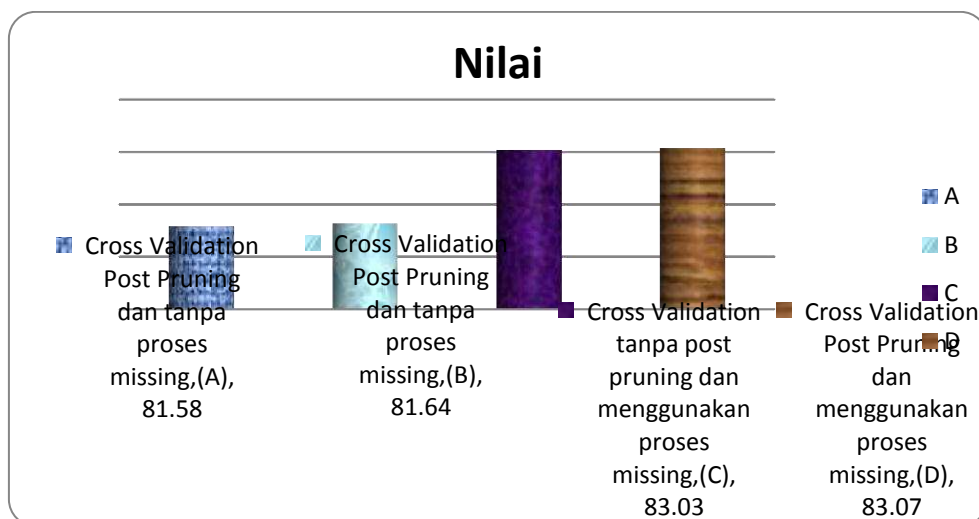 Nilai
Cross Validation
Post Pruning
dan tanpa
proses
missing,(A),
81.58
Cross Validation
Post Pruning
dan tanpa
proses
missing,(B),
81.64
Cross Validation
tanpa post
pruning dan
menggunakan
proses
missing,(C),
83.03
Cross Validation
Post Pruning
dan
menggunakan
proses
missing,(D),
83.07
A
B
C
D